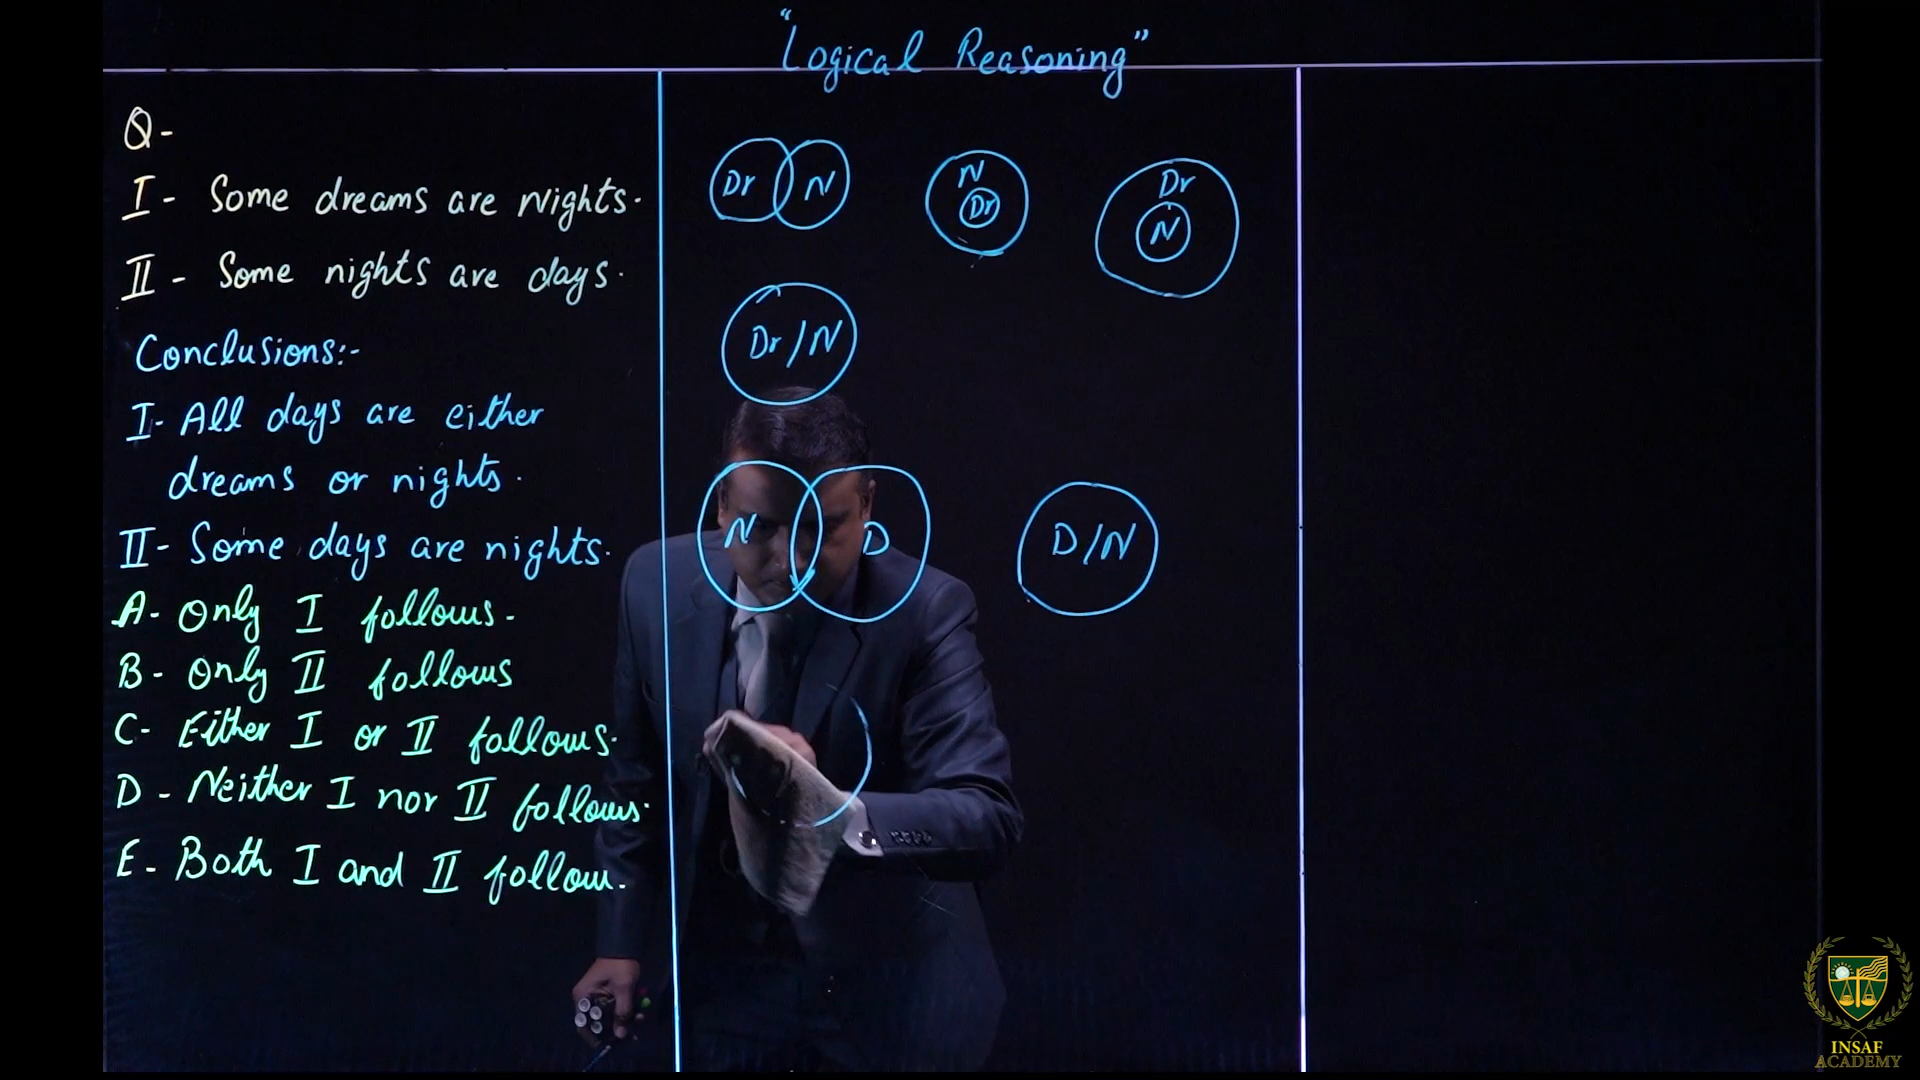 "Logical Reasoning"
Q-
I - Some dreams are Nights.
II - Some nights are days.
Conclusions:-
I- All days are either
dreams or nights.
II- Some days are nights.
A- Only I follows.
B- Only II follows
C- Either I or II follows.
D- Neither I nor II follows.
E- Both I and II follow.
Dr N
N
Dr
Dr
N
Dr/N
N D
D/N
INSAF
ACADEMY